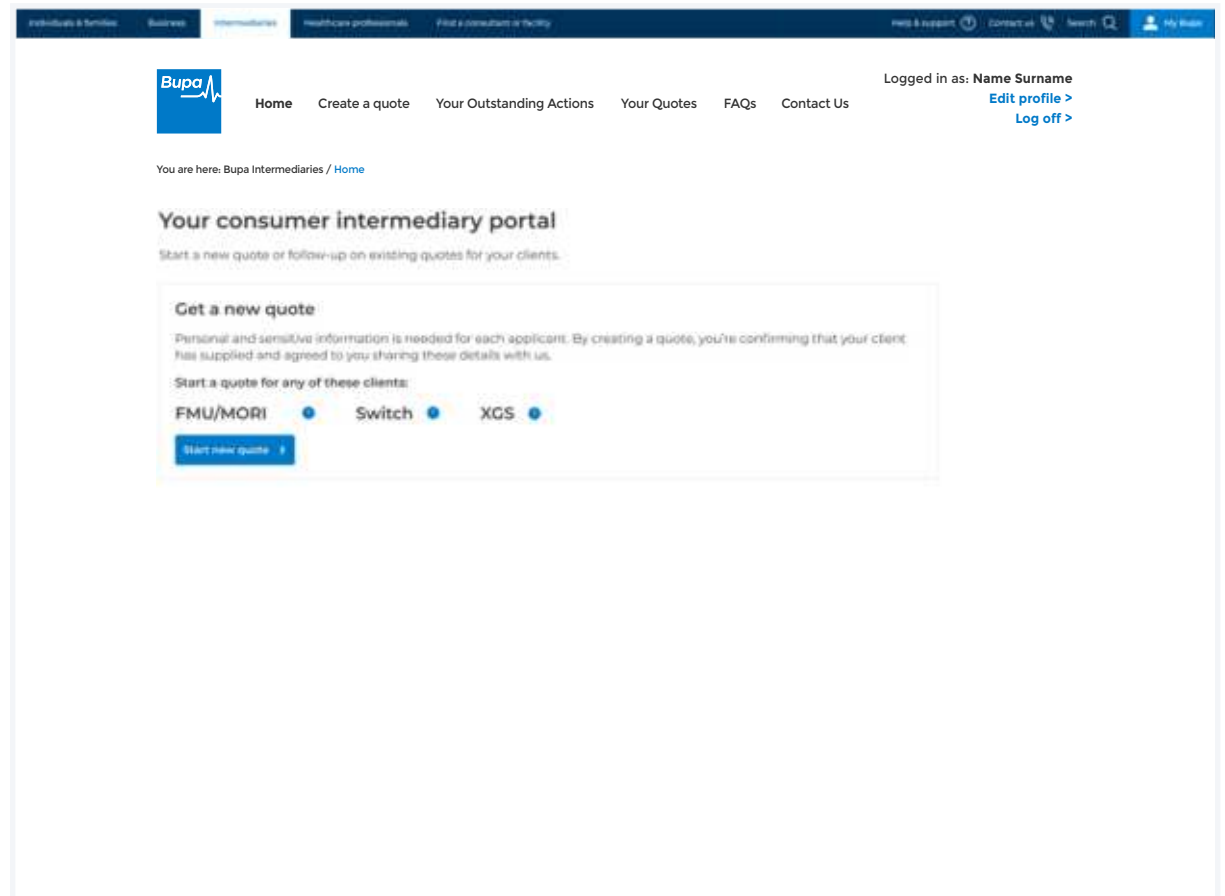 Individuals & families Business Intermediaries Healthcare professionals Find a consultant or facility Help & support Contact us Search My Bupa
Bupa
Logged in as: Name Surname
Edit profile >
Log off >
Home Create a quote Your Outstanding Actions Your Quotes FAQs Contact Us
You are here: Bupa Intermediaries / Home
Your consumer intermediary portal
Start a new quote or follow-up on existing quotes for your clients.
Get a new quote
Personal and sensitive information is needed for each applicant. By creating a quote, you're confirming that your client
has supplied and agreed to you sharing these details with us.
Start a quote for any of these clients:
FMU/MORI Switch XGS
Start new quote